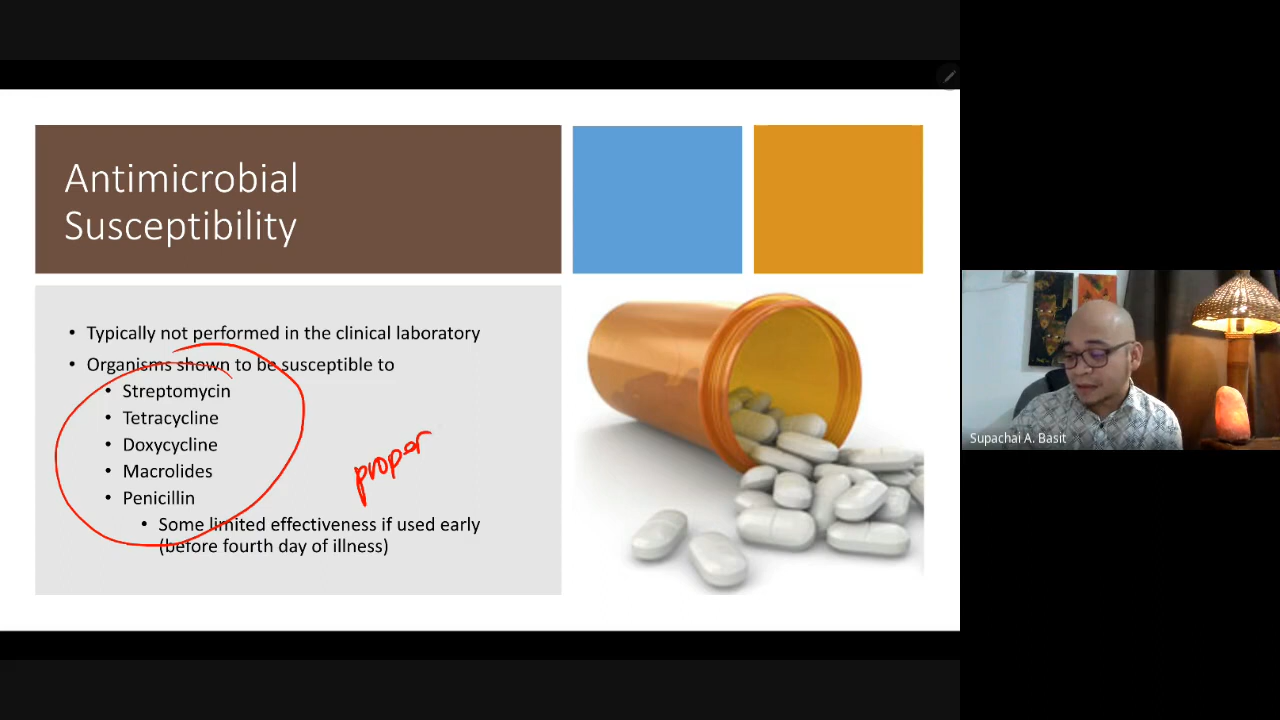 Antimicrobial
Susceptibility
• Typically not performed in the clinical laboratory
• Organisms shown to be susceptible to
• Streptomycin
• Tetracycline
• Doxycycline
• Macrolides
• Penicillin
• Some limited effectiveness if used early
(before fourth day of illness)
proper
Supachai A. Basit